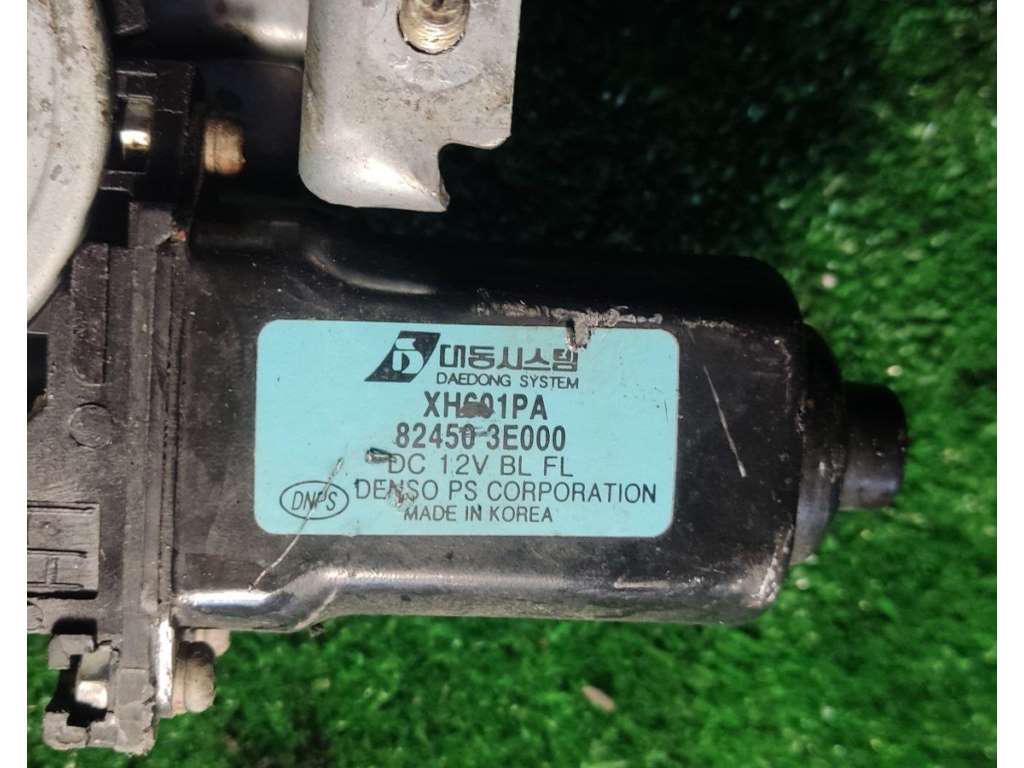 대동시스템
DAEDONG SYSTEM
XH601PA
82450-3E000
DC 12V BL FL
DNPS
DENSO PS CORPORATION
MADE IN KOREA